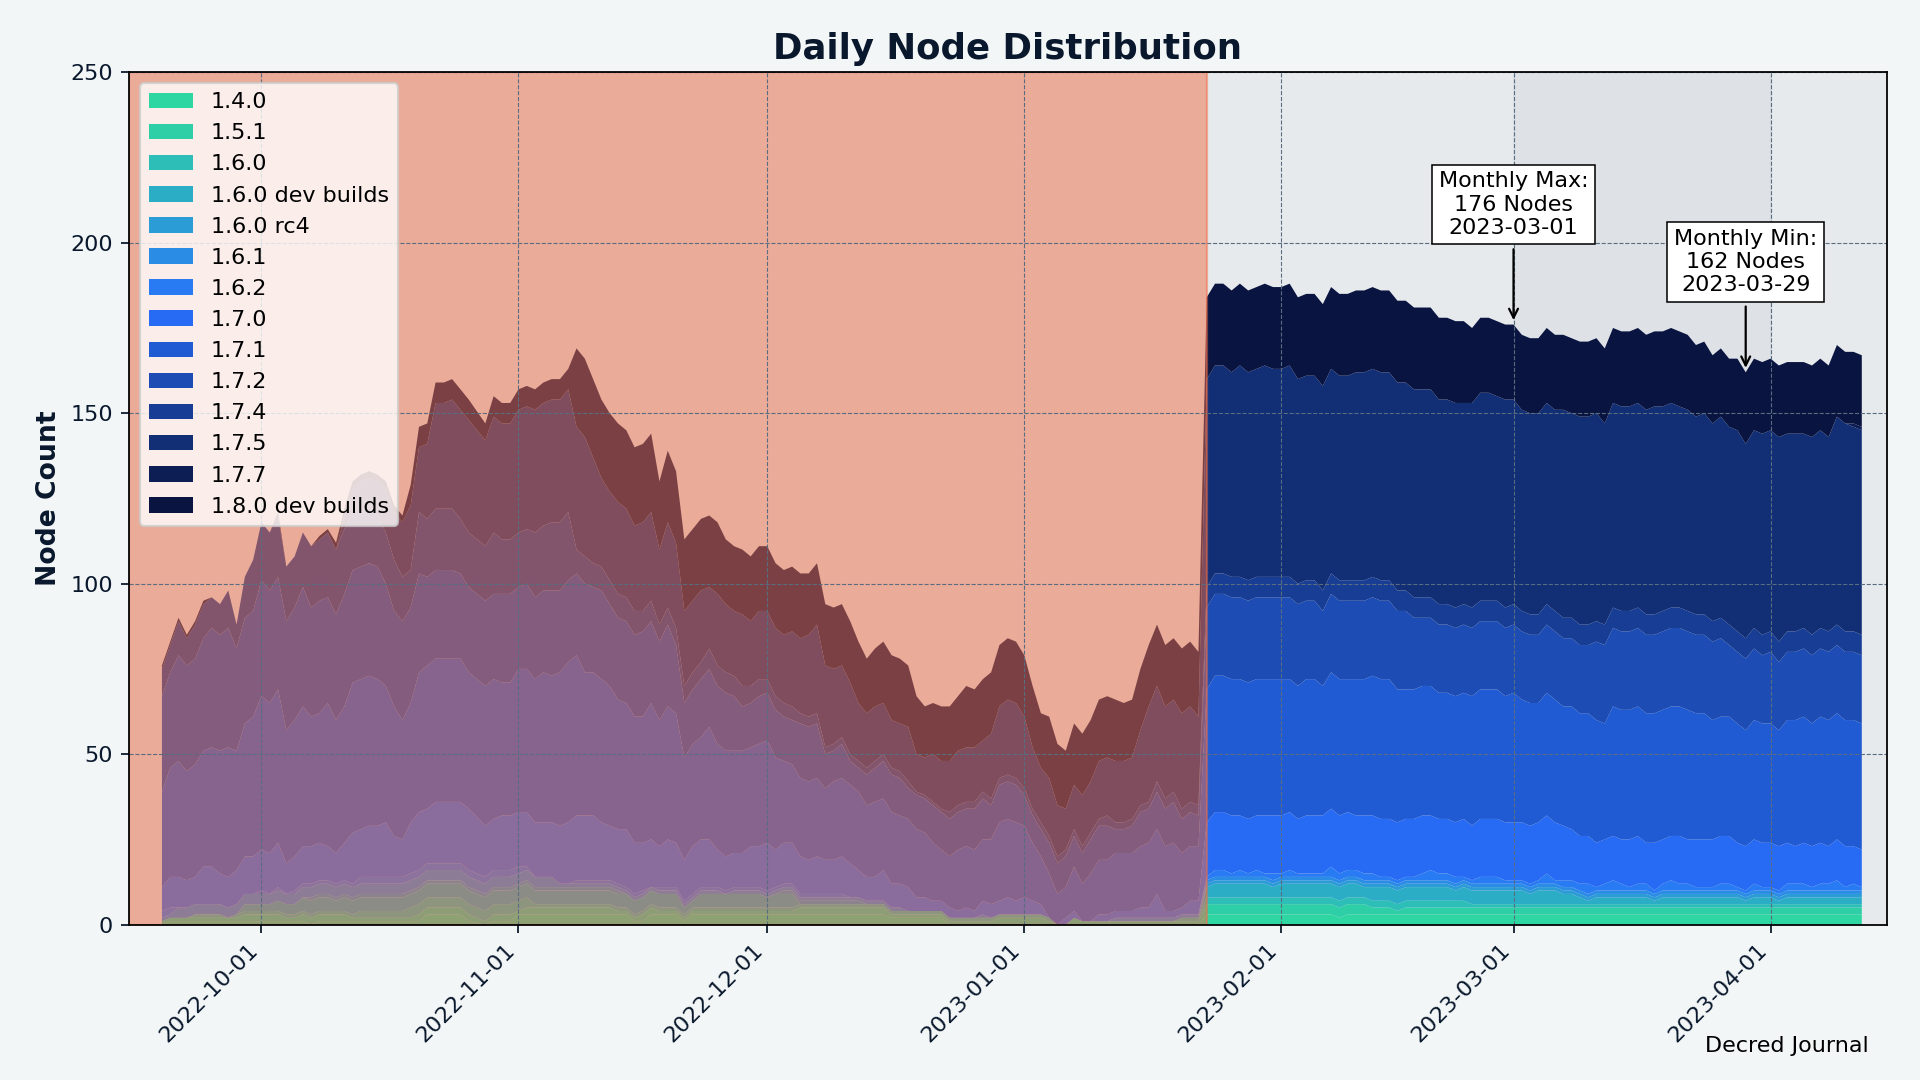 Daily Node Distribution
250
200
150
100
50
0
Node Count
1.4.0
1.5.1
1.6.0
1.6.0 dev builds
1.6.0 rc4
1.6.1
1.6.2
1.7.0
1.7.1
1.7.2
1.7.4
1.7.5
1.7.7
1.8.0 dev builds
Monthly Max:
176 Nodes
2023-03-01
Monthly Min:
162 Nodes
2023-03-29
2022-10-01
2022-11-01
2022-12-01
2023-01-01
2023-02-01
2023-03-01
2023-04-01
Decred Journal